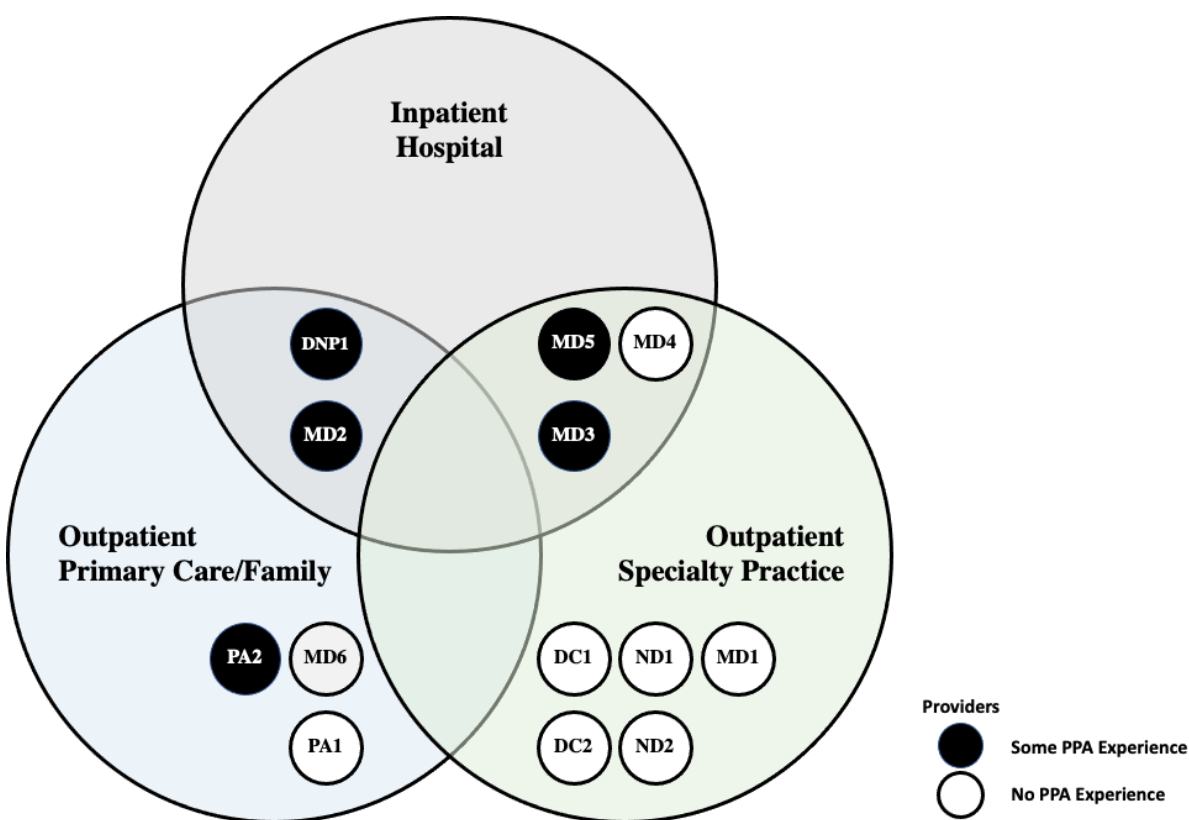 Inpatient
Hospital
DNP1
MD5
MD4
MD2
MD3
Outpatient
Primary Care/Family
Outpatient
Specialty Practice
PA2
MD6
DC1
ND1
MD1
PA1
DC2
ND2
Providers
Some PPA Experience
No PPA Experience